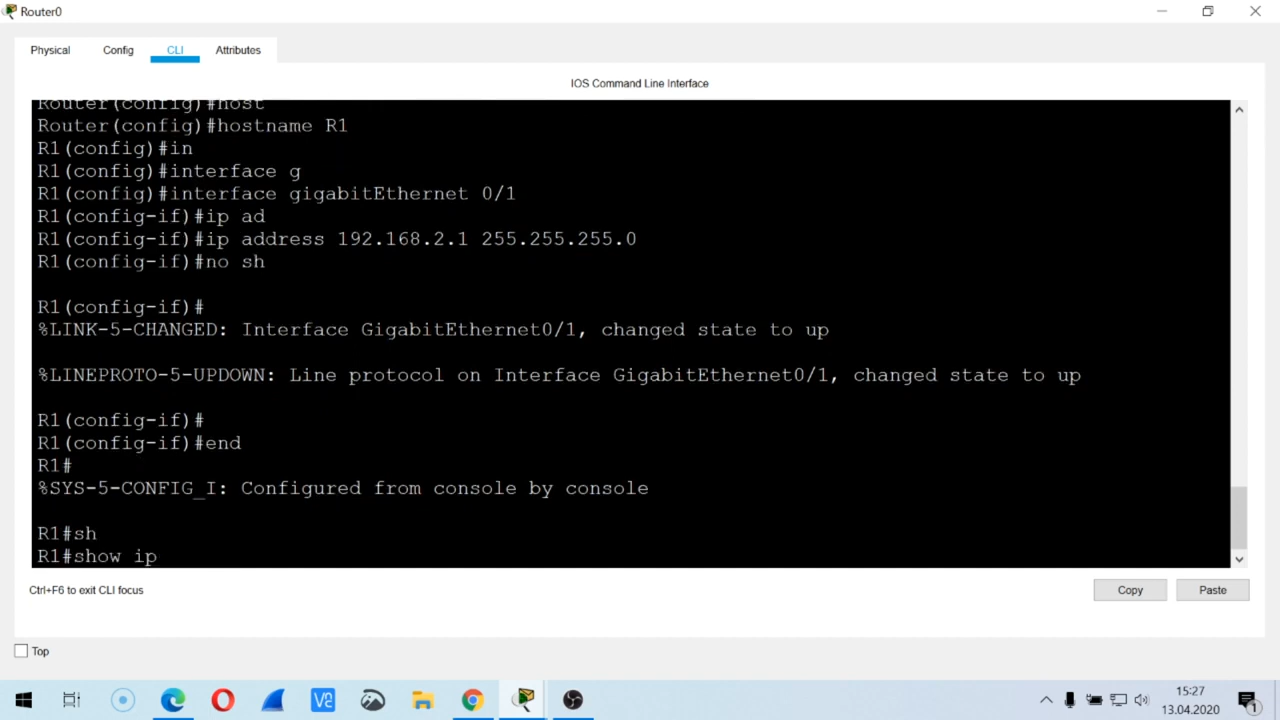 Router0
Physical Config CLI Attributes
IOS Command Line Interface
Router(config)#host
Router(config)#hostname R1
R1(config)#in
R1(config)#interface g
R1(config)#interface gigabitEthernet 0/1
R1(config-if)#ip ad
R1(config-if)#ip address 192.168.2.1 255.255.255.0
R1(config-if)#no sh
R1(config-if)#
%LINK-5-CHANGED: Interface GigabitEthernet0/1, changed state to up
%LINEPROTO-5-UPDOWN: Line protocol on Interface GigabitEthernet0/1, changed state to up
R1(config-if)#
R1(config-if)#end
R1#
%SYS-5-CONFIG_I: Configured from console by console
R1#sh
R1#show ip
Ctrl+F6 to exit CLI focus
Copy Paste
Top
15:27
13.04.2020
1